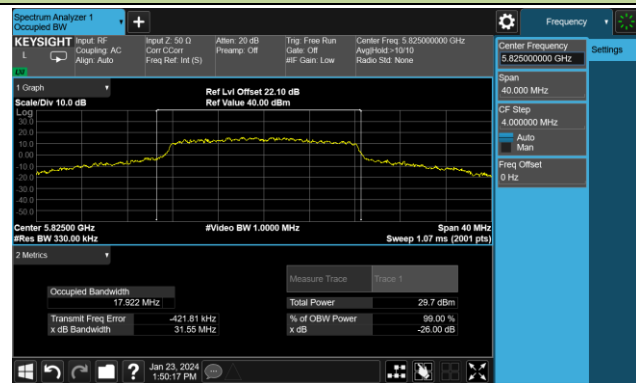 Spectrum Analyzer 1
Occupied BW
Frequency
KEYSIGHT
L
Input: RF
Coupling: AC
Align: Auto
Input Z: 50 Ω
Corr CCorr
Freq Ref: Int (S)
Atten: 20 dB
Preamp: Off
Trig: Free Run
Gate: Off
#IF Gain: Low
Center Freq: 5.825000000 GHz
Avg|Hold:>10/10
Radio Std: None
Center Frequency
5.825000000 GHz
Settings
Span
40.000 MHz
CF Step
4.000000 MHz
Auto
Man
Freq Offset
0 Hz
1 Graph
Scale/Div 10.0 dB
Ref Lvl Offset 22.10 dB
Ref Value 40.00 dBm
Log
30.0
20.0
10.0
0.00
-10.0
-20.0
-30.0
-40.0
-50.0
Center 5.82500 GHz
#Res BW 330.00 kHz
#Video BW 1.0000 MHz
Span 40 MHz
Sweep 1.07 ms (2001 pts)
2 Metrics
Measure Trace
Trace 1
Occupied Bandwidth
17.922 MHz
Total Power
29.7 dBm
Transmit Freq Error
-421.81 kHz
% of OBW Power
99.00 %
x dB Bandwidth
31.55 MHz
x dB
-26.00 dB
Jan 23, 2024
1:50:17 PM